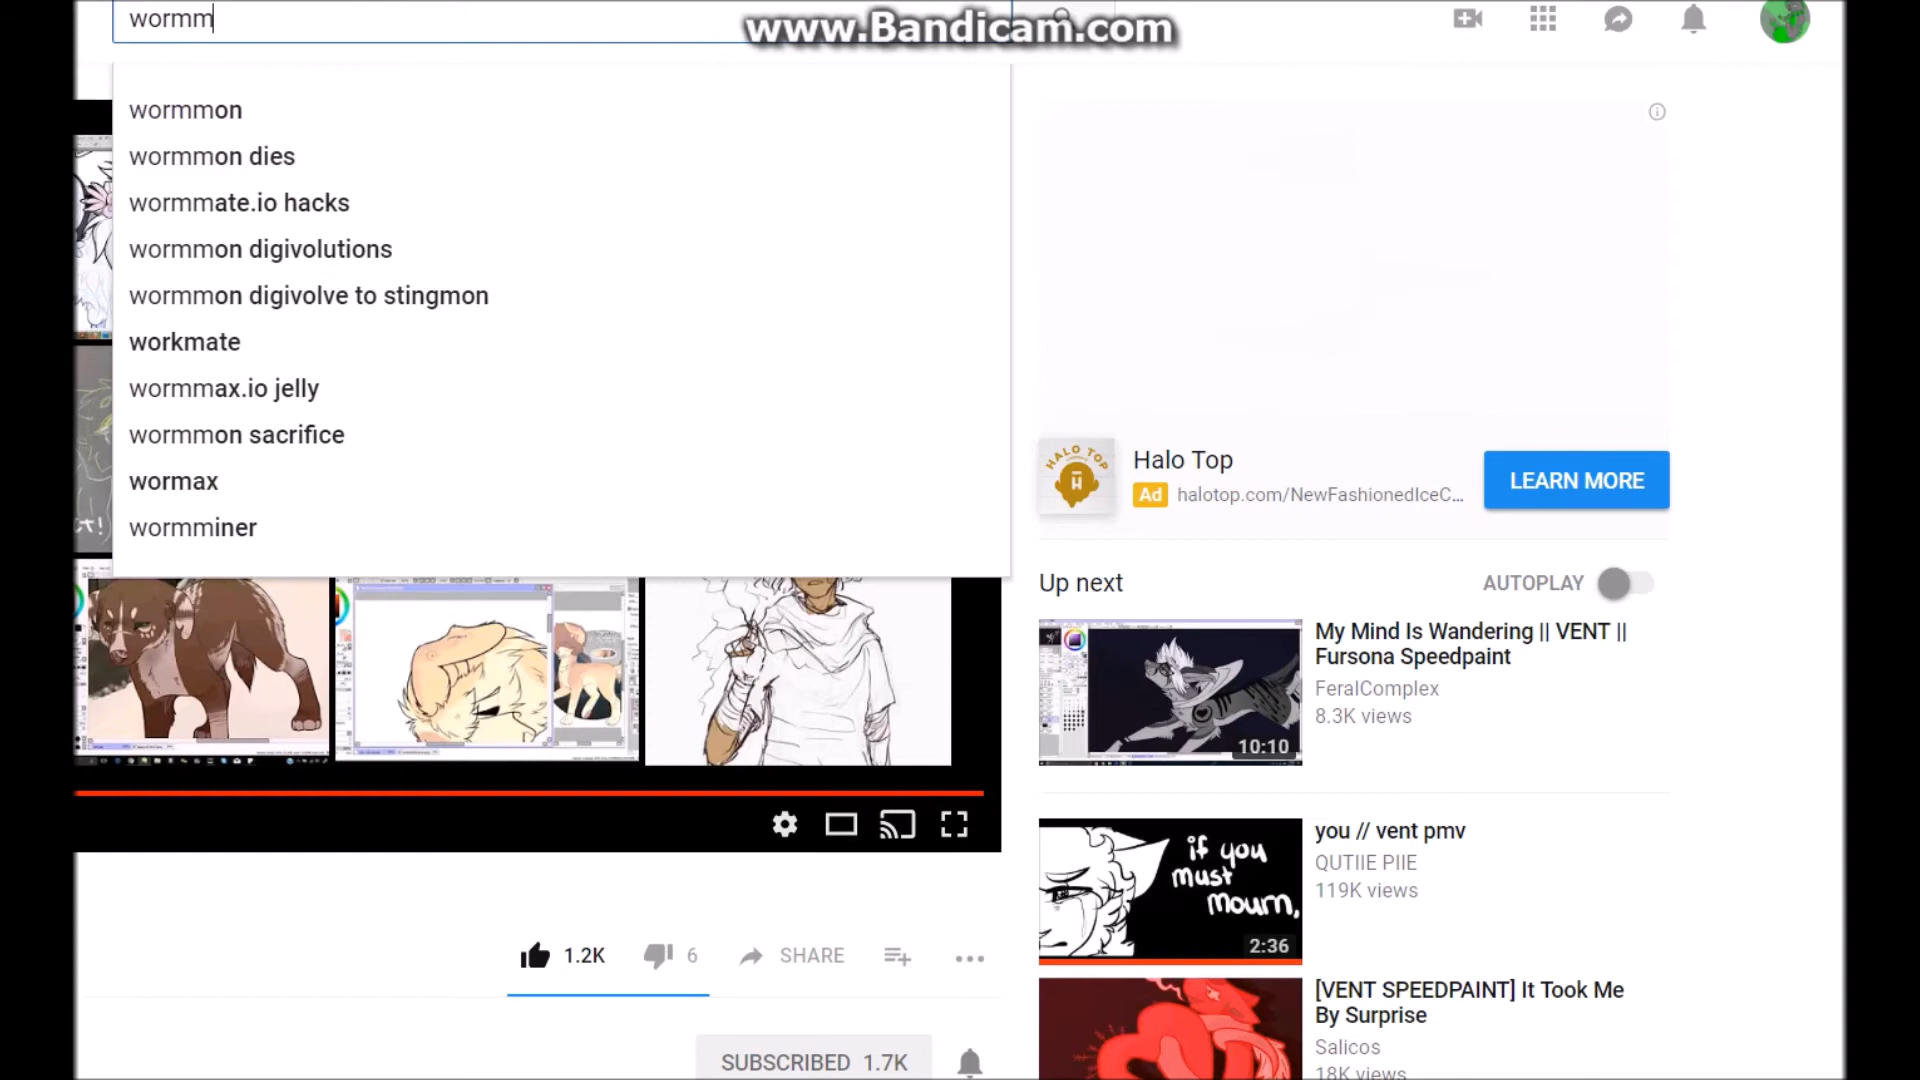 wormm
www.Bandicam.com
wormmon
wormmon dies
wormmate.io hacks
wormmon digivolutions
wormmon digivolve to stingmon
workmate
wormmax.io jelly
wormmon sacrifice
wormax
wormminer
HALO TOP
Halo Top
Ad halotop.com/NewFashionedIceC...
LEARN MORE
Up next
AUTOPLAY
My Mind Is Wandering || VENT ||
Fursona Speedpaint
FeralComplex
8.3K views
10:10
you // vent pmv
QUTIIE PIIE
119K views
if you
must
mourn,
2:36
1.2K
6
SHARE
[VENT SPEEDPAINT] It Took Me
By Surprise
Salicos
18K views
SUBSCRIBED 1.7K